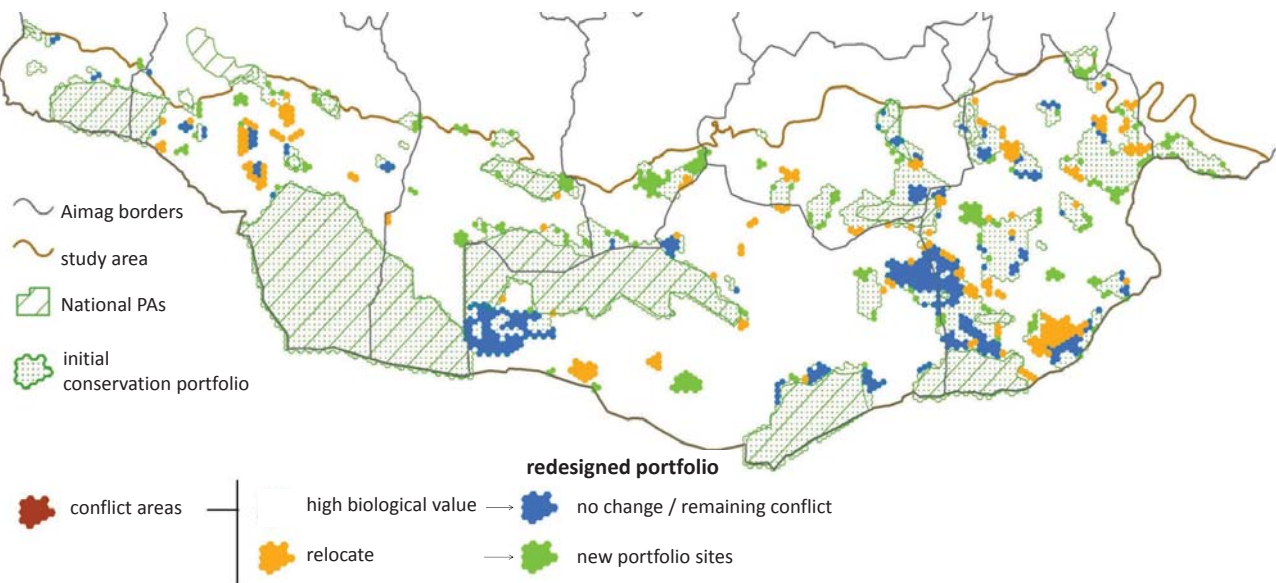 Aimag borders
study area
National PAs
initial
conservation portfolio
redesigned portfolio
conflict areas
high biological value
no change / remaining conflict
relocate
new portfolio sites